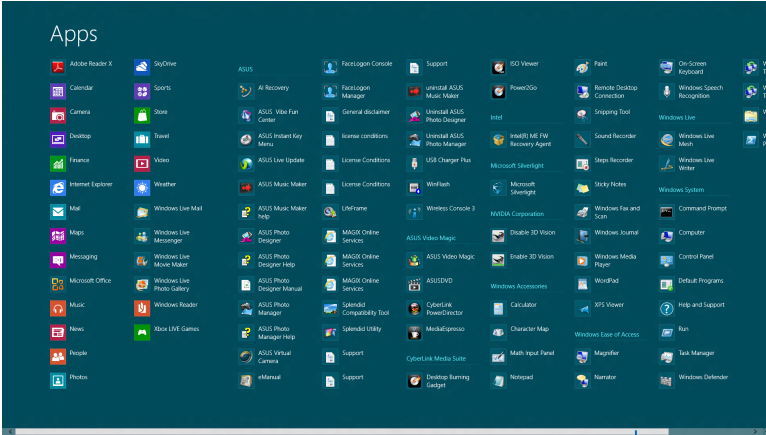 Apps
Adobe Reader X
Calendar
Camera
Desktop
Finance
Internet Explorer
Mail
Maps
Messaging
Microsoft Office
Music
News
People
Photos
SkyDrive
Sports
Store
Travel
Video
Weather
Windows Live Mail
Windows Live
Messenger
Windows Live
Movie Maker
Windows Live
Photo Gallery
Windows Reader
Xbox LIVE Games
ASUS
AI Recovery
ASUS Vibe Fun
Center
ASUS Instant Key
Menu
ASUS Live Update
ASUS Music Maker
ASUS Music Maker
help
ASUS Photo
Designer
ASUS Photo
Designer Help
ASUS Photo
Designer Manual
ASUS Photo
Manager
ASUS Photo
Manager Help
ASUS Virtual
Camera
eManual
FaceLogon Console
FaceLogon
Manager
General disclaimer
license conditions
License Conditions
License Conditions
LifeFrame
MAGIX Online
Services
MAGIX Online
Services
MAGIX Online
Services
Splendid
Compatibility Tool
Splendid Utility
Support
Support
Support
uninstall ASUS
Music Maker
Uninstall ASUS
Photo Designer
Uninstall ASUS
Photo Manager
USB Charger Plus
WinFlash
Wireless Console 3
ASUS Video Magic
ASUS Video Magic
ASUSDVD
CyberLink
PowerDirector
MediaEspresso
CyberLink Media Suite
Desktop Burning
Gadget
ISO Viewer
Power2Go
Intel
Intel(R) ME FW
Recovery Agent
Microsoft Silverlight
Microsoft
Silverlight
NVIDIA Corporation
Disable 3D Vision
Enable 3D Vision
Windows Accessories
Calculator
Character Map
Math Input Panel
Notepad
Paint
Remote Desktop
Connection
Snipping Tool
Sound Recorder
Steps Recorder
Sticky Notes
Windows Fax and
Scan
Windows Journal
Windows Media
Player
WordPad
XPS Viewer
Windows Ease of Access
Magnifier
Narrator
On-Screen
Keyboard
Windows Speech
Recognition
Windows Live
Windows Live
Mesh
Windows Live
Writer
Windows System
Command Prompt
Computer
Control Panel
Default Programs
Help and Support
Run
Task Manager
Windows Defender